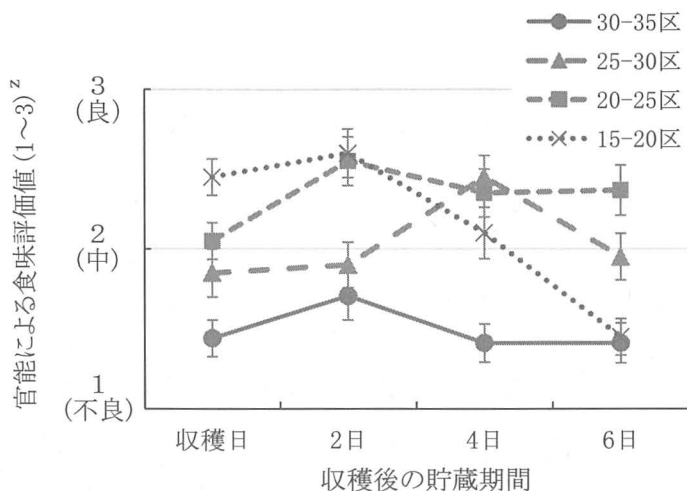 30-35区
25-30区
20-25区
15-20区
官能による食味評価値(1～3)z
3
(良)
2
(中)
1
(不良)
収穫日
2日
4日
6日
収穫後の貯蔵期間